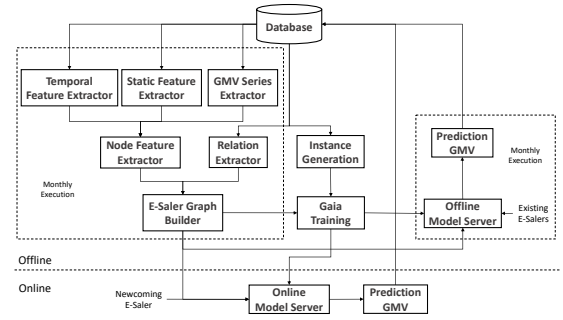 Database
Temporal
Feature Extractor
Static Feature
Extractor
GMV Series
Extractor
Node Feature
Extractor
Relation
Extractor
Instance
Generation
Prediction
GMV
Monthly
Execution
Monthly
Execution
E-Saler Graph
Builder
Gaia
Training
Offline
Model Server
Existing
E-Salers
Offline
Online
Newcoming
E-Saler
Online
Model Server
Prediction
GMV